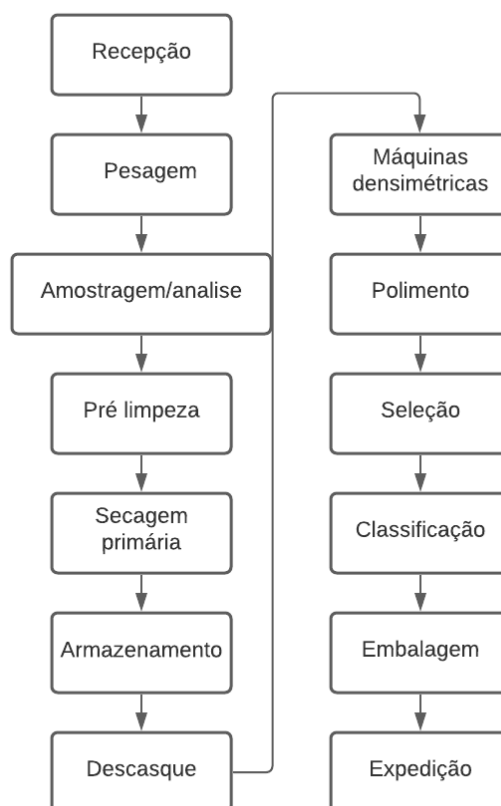 Recepção
Pesagem
Amostragem/analise
Pré limpeza
Secagem
primária
Armazenamento
Descasque
Máquinas
densimétricas
Polimento
Seleção
Classificação
Embalagem
Expedição